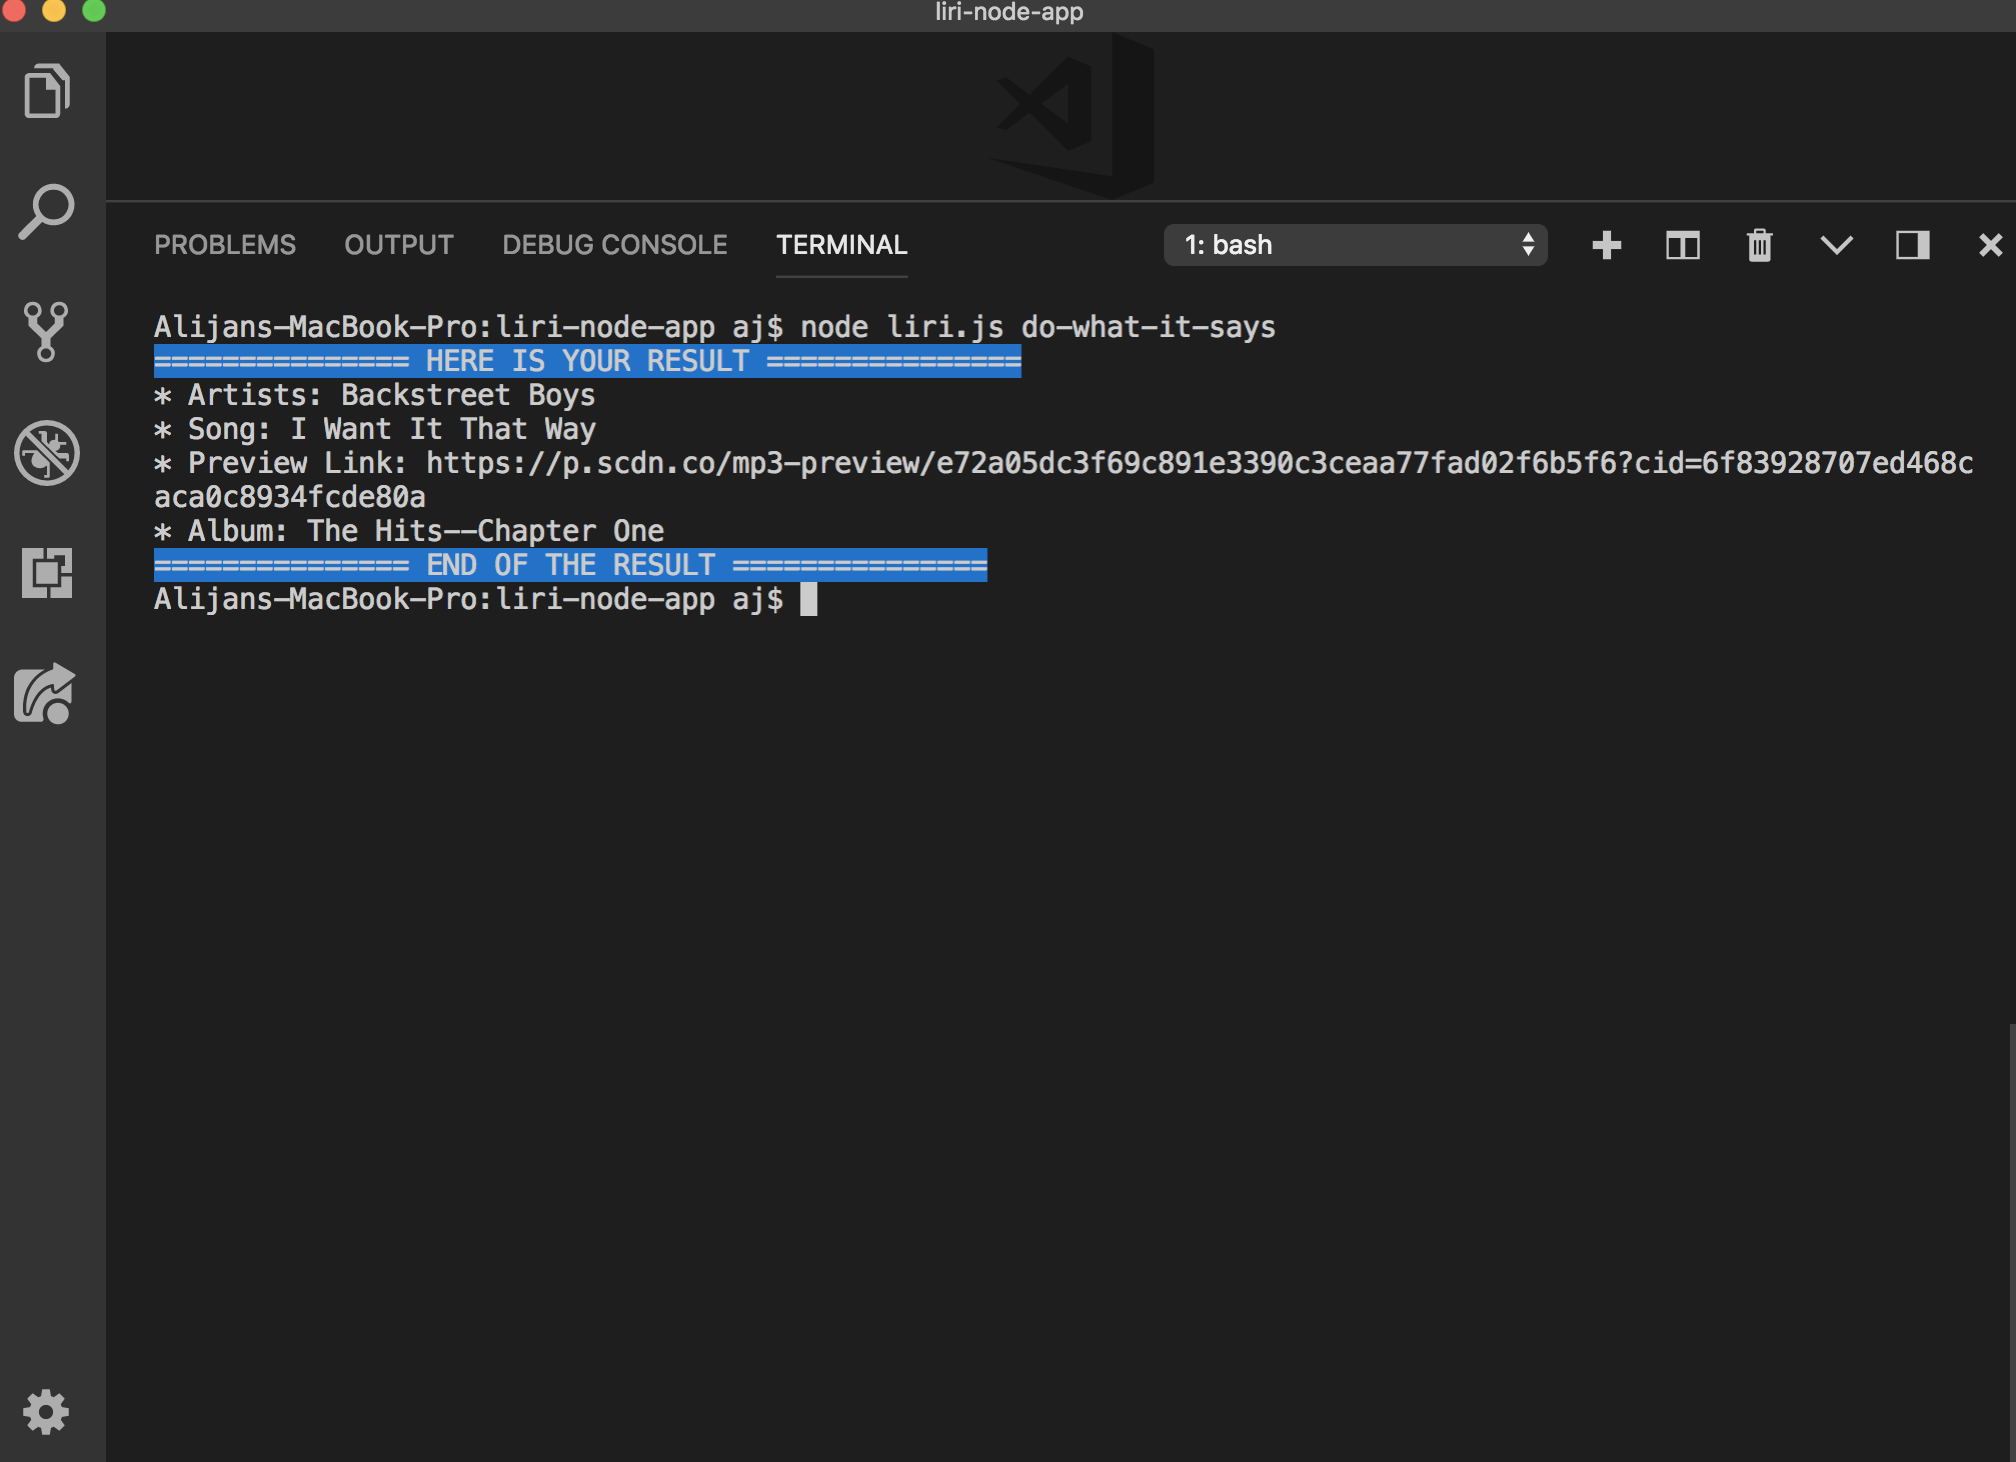 liri-node-app
PROBLEMS OUTPUT DEBUG CONSOLE TERMINAL 1: bash
Alijans-MacBook-Pro:liri-node-app aj$ node liri.js do-what-it-says
=============== HERE IS YOUR RESULT ===============
* Artists: Backstreet Boys
* Song: I Want It That Way
* Preview Link: https://p.scdn.co/mp3-preview/e72a05dc3f69c891e3390c3ceaa77fad02f6b5f6?cid=6f83928707ed468c
aca0c8934fcde80a
* Album: The Hits--Chapter One
=============== END OF THE RESULT ===============
Alijans-MacBook-Pro:liri-node-app aj$